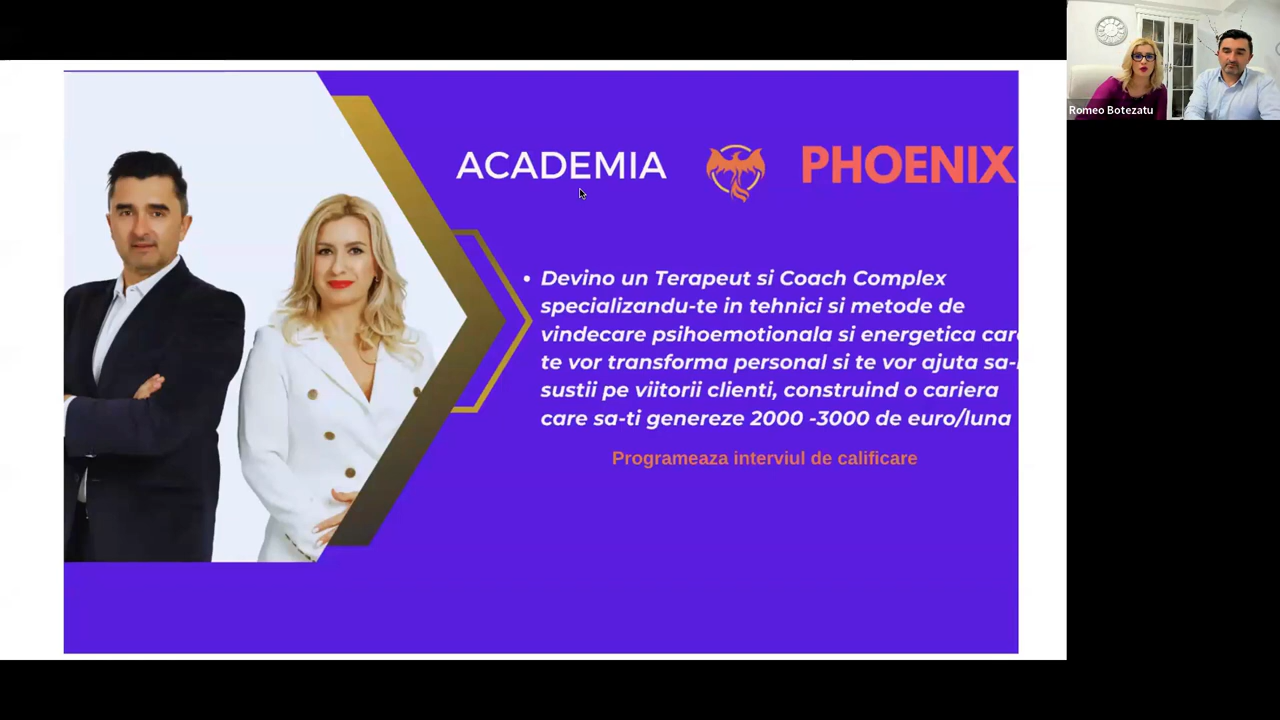 ACADEMIA PHOENIX
• Devino un Terapeut si Coach Complex
specializandu-te in tehnici si metode de
vindecare psihoemotionala si energetica care
te vor transforma personal si te vor ajuta sa-i
sustii pe viitorii clienti, construind o cariera
care sa-ti genereze 2000 -3000 de euro/luna
Programeaza interviul de calificare
Romeo Botezatu